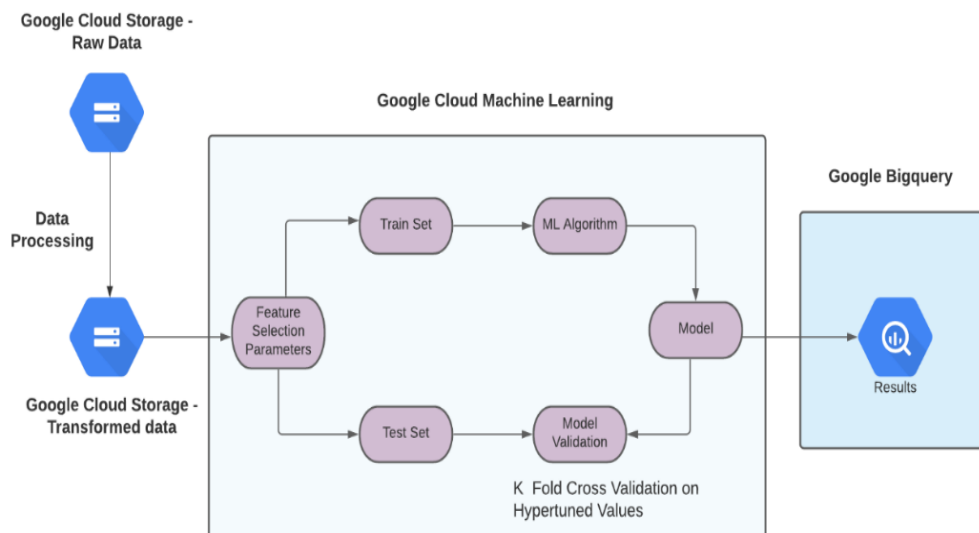 Google Cloud Storage -
Raw Data
Google Cloud Machine Learning
Google Bigquery
Data
Processing
Train Set
ML Algorithm
Feature
Selection
Parameters
Model
Results
Google Cloud Storage -
Transformed data
Test Set
Model
Validation
K Fold Cross Validation on
Hypertuned Values